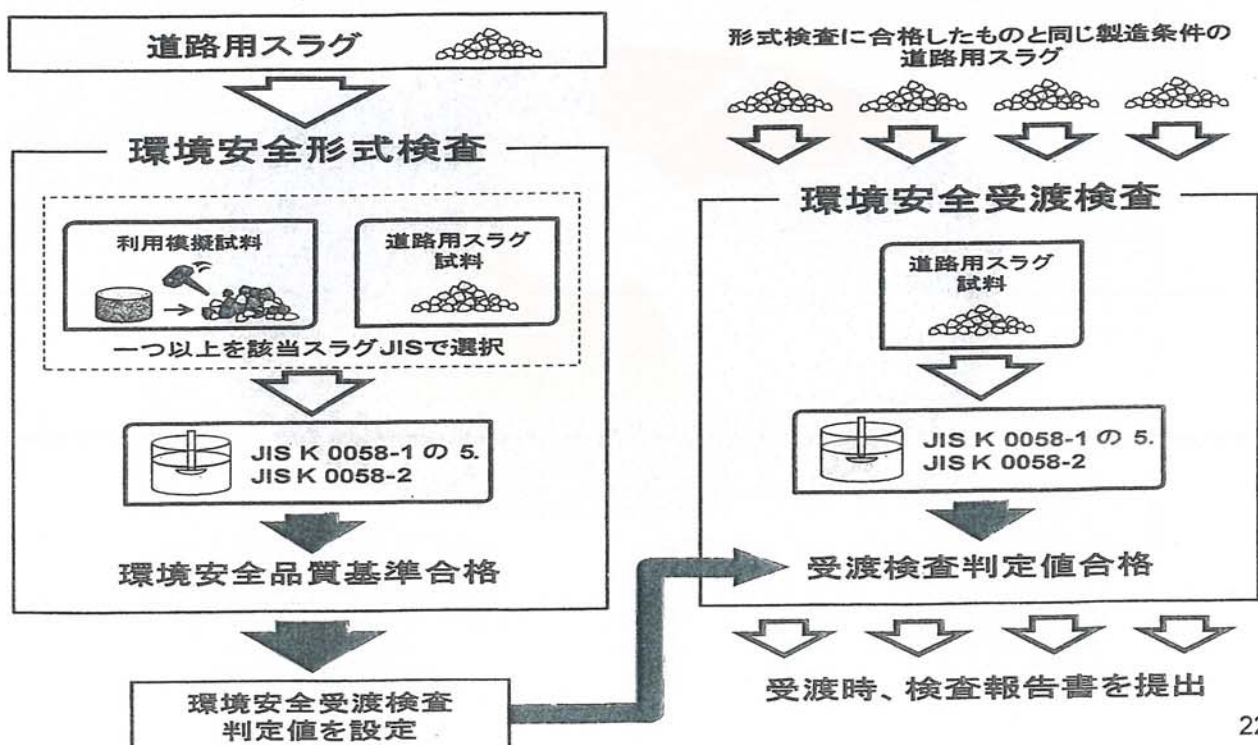 道路用スラグ
環境安全形式検査
利用模擬試料
道路用スラグ
試料
一つ以上を該当スラグJISで選択
JIS K 0058-1 の 5.
JIS K 0058-2
環境安全品質基準合格
環境安全受渡検査
判定値を設定
形式検査に合格したものと同じ製造条件の
道路用スラグ
環境安全受渡検査
道路用スラグ
試料
JIS K 0058-1 の 5.
JIS K 0058-2
受渡検査判定値合格
受渡時、検査報告書を提出